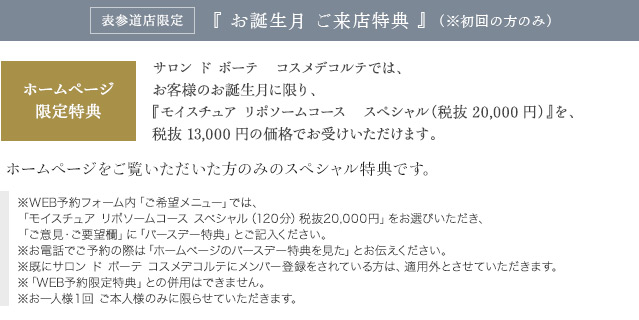 表参道店限定 『 お誕生月 ご来店特典 』（※初回の方のみ）
ホームページ
限定特典
サロン ド ボーテ　コスメデコルテでは、
お客様のお誕生月に限り、
『モイスチュア リポソームコース　スペシャル（税抜 20,000 円）』を、
税抜 13,000 円の価格でお受けいただけます。
ホームページをご覧いただいた方のみのスペシャル特典です。
※WEB予約フォーム内「ご希望メニュー」では、
「モイスチュア リポソームコース スペシャル（120分）税抜20,000円」をお選びいただき、
「ご意見・ご要望欄」に「バースデー特典」とご記入ください。
※お電話でご予約の際は「ホームページのバースデー特典を見た」とお伝えください。
※既にサロン ド ボーテ コスメデコルテにメンバー登録をされている方は、適用外とさせていただきます。
※「WEB予約限定特典」との併用はできません。
※お一人様1回 ご本人様のみに限らせていただきます。